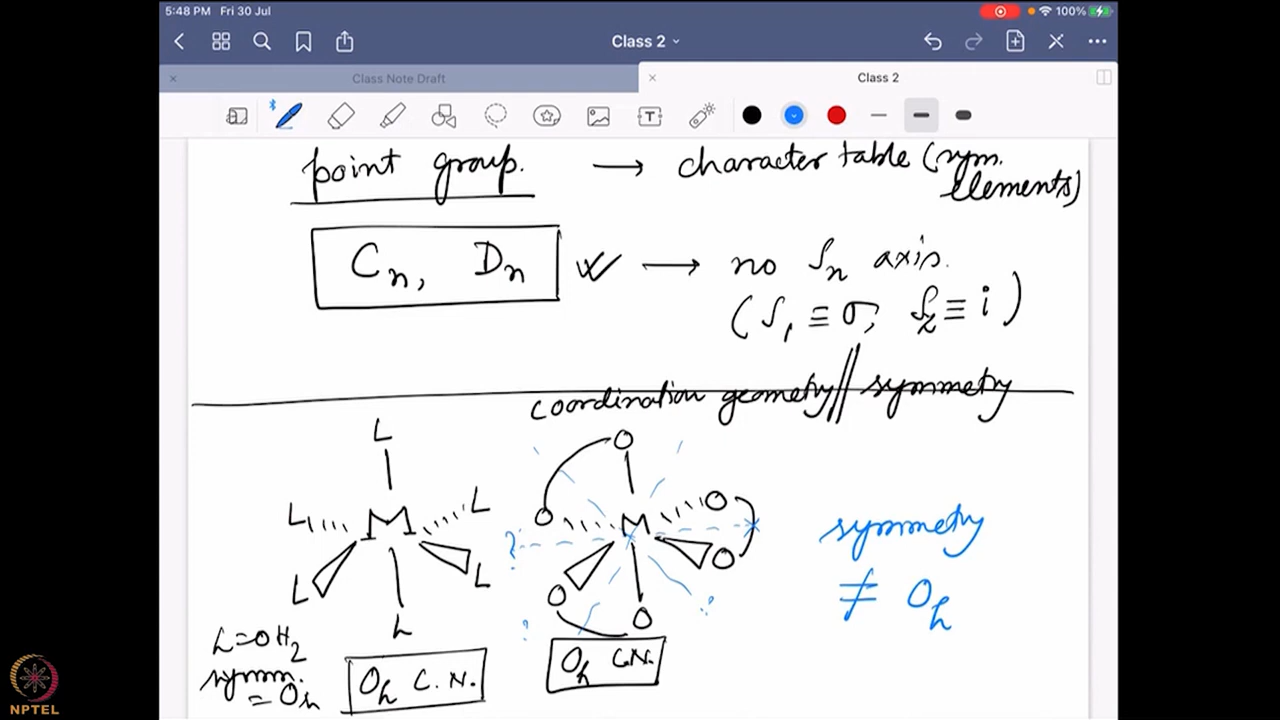 5:48 PM Fri 30 Jul
100%
Class 2
Class Note Draft
Class 2
point group. → character table (sym. elements)
Cn, Dn → no Sn axis.
(S1 ≡ σ, S2 ≡ i)
coordination geometry // symmetry
L
L L
M
L L
L
L=OH2
symm.
= Oh
Oh C.N.
O
O O
M
O O
O
? ? ?
Oh C.N.
symmetry
≠ Oh
NPTEL